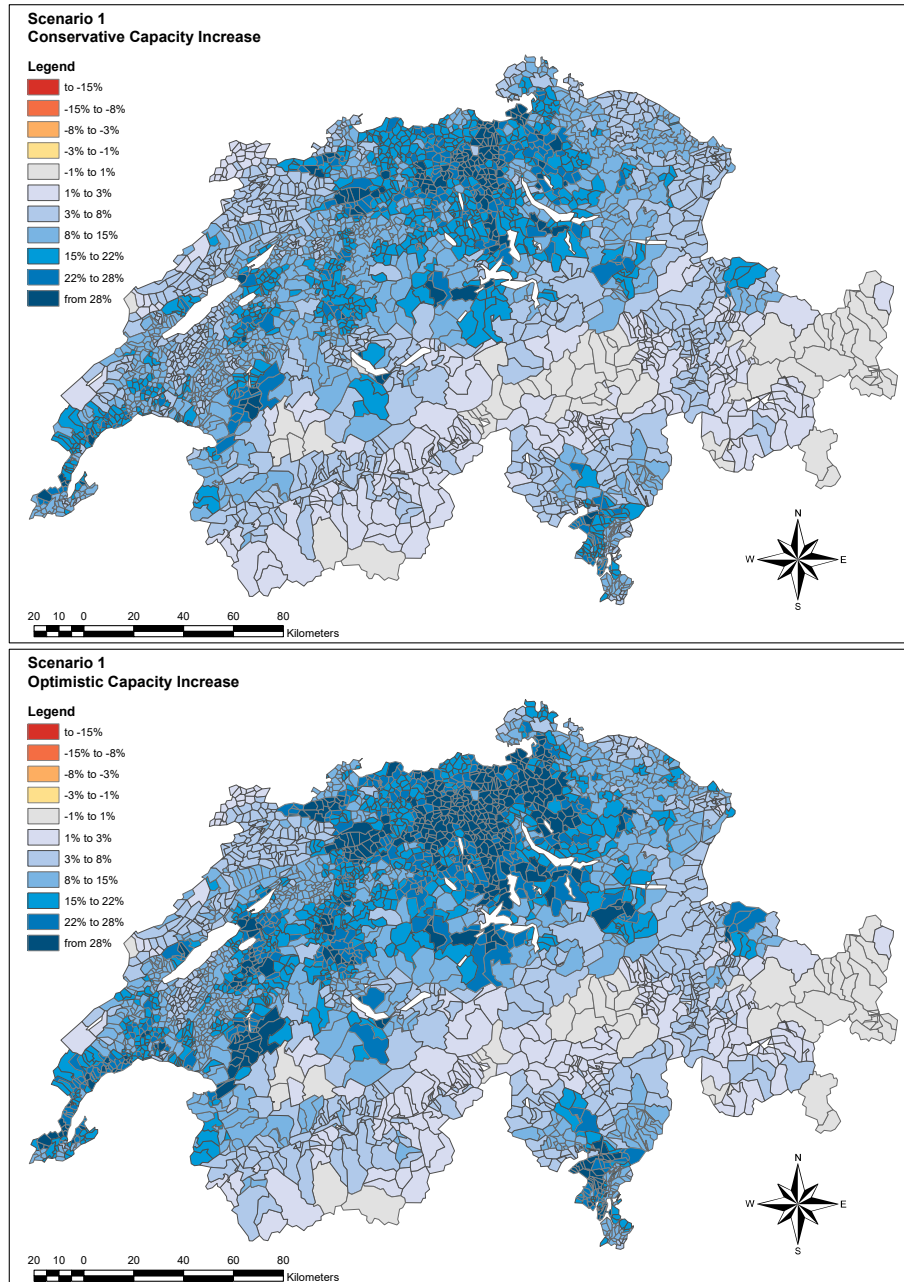 Scenario 1
Conservative Capacity Increase
Legend
to -15%
-15% to -8%
-8% to -3%
-3% to -1%
-1% to 1%
1% to 3%
3% to 8%
8% to 15%
15% to 22%
22% to 28%
from 28%
N
W E
S
20 10 0 20 40 60 80
Kilometers
Scenario 1
Optimistic Capacity Increase
Legend
to -15%
-15% to -8%
-8% to -3%
-3% to -1%
-1% to 1%
1% to 3%
3% to 8%
8% to 15%
15% to 22%
22% to 28%
from 28%
N
W E
S
20 10 0 20 40 60 80
Kilometers